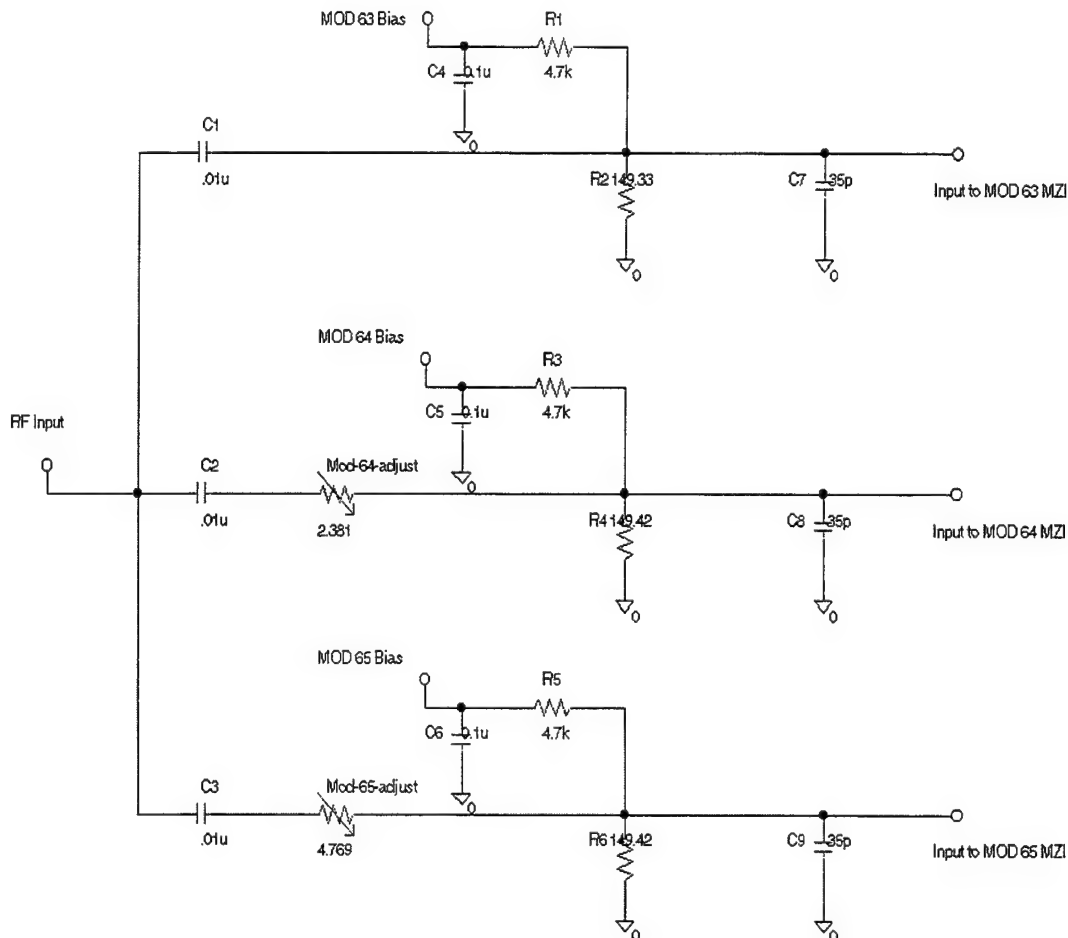 MOD 63 Bias
R1
C4 0.1u
4.7k
0
C1
.01u
R2 149.33
C7 35p
Input to MOD 63 MZI
0
0
MOD 64 Bias
R3
C5 0.1u
4.7k
RF Input
0
C2
Mod-64-adjust
.01u
2.381
R4 149.42
C8 35p
Input to MOD 64 MZI
0
0
MOD 65 Bias
R5
C6 0.1u
4.7k
0
C3
Mod-65-adjust
.01u
4.769
R6 149.42
C9 35p
Input to MOD 65 MZI
0
0